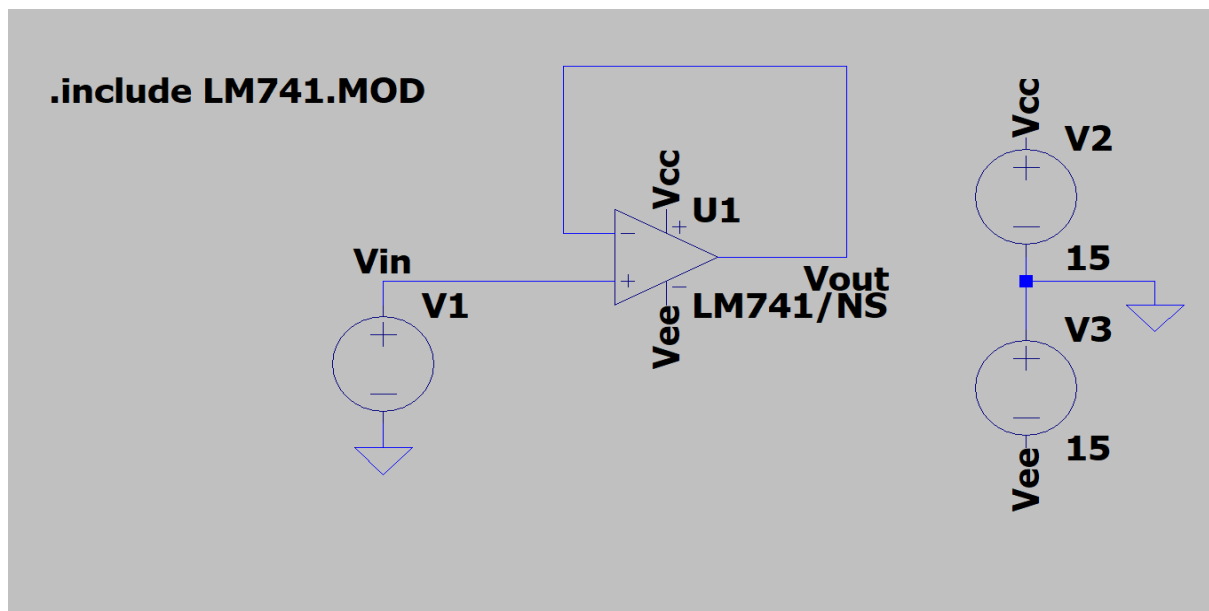 .include LM741.MOD
Vcc
V2
Vcc
U1
Vin
15
Vout
V1
LM741/NS
Vee
V3
15
Vee